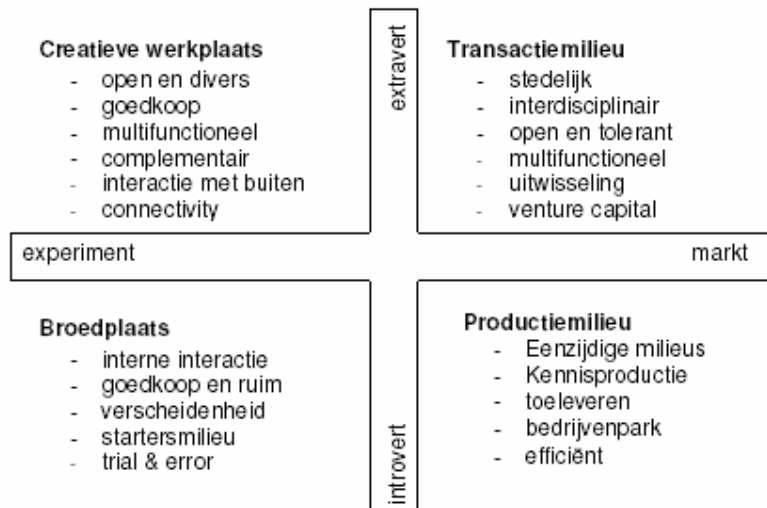 Creatieve werkplaats
- open en divers
- goedkoop
- multifunctioneel
- complementair
- interactie met buiten
- connectivity
extravert
Transactiemilieu
- stedelijk
- interdisciplinair
- open en tolerant
- multifunctioneel
- uitwisseling
- venture capital
experiment
markt
Broedplaats
- interne interactie
- goedkoop en ruim
- verscheidenheid
- startersmilieu
- trial & error
introvert
Productiemilieu
- Eenzijdige milieus
- Kennisproductie
- toeleveren
- bedrijvenpark
- efficiënt